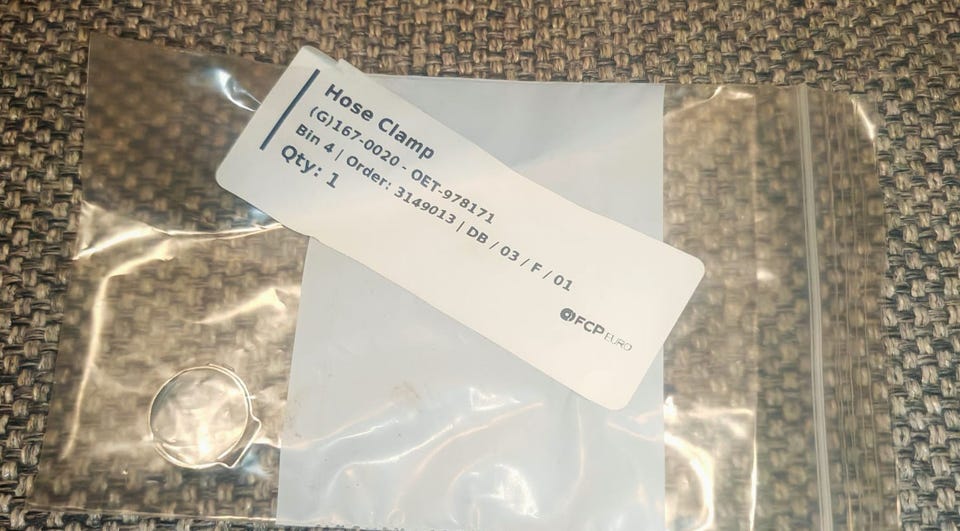 Hose Clamp
(G)167-0020 - OET-978171
Bin 4 | Order: 3149013 | DB / 03 / F / 01
Qty: 1
FCP EURO